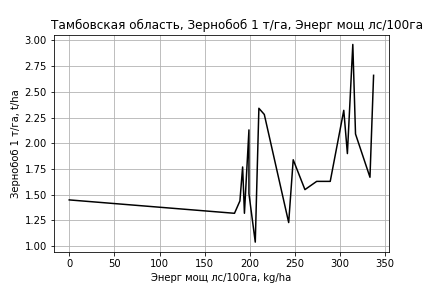 Тамбовская область, Зернобоб 1 т/га, Энерг мощ лс/100га
3.00
2.75
2.50
2.25
2.00
1.75
1.50
1.25
1.00
Зернобоб 1 т/га, t/ha
0 50 100 150 200 250 300 350
Энерг мощ лс/100га, kg/ha